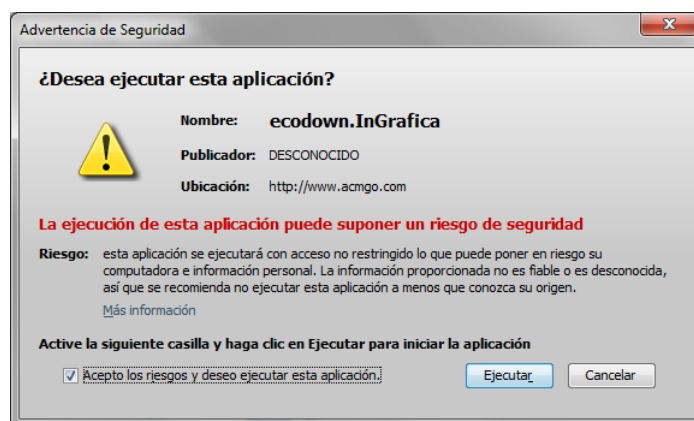 Advertencia de Seguridad
¿Desea ejecutar esta aplicación?
Nombre: ecodown.InGrafica
Publicador: DESCONOCIDO
Ubicación: http://www.acmgo.com
La ejecución de esta aplicación puede suponer un riesgo de seguridad
Riesgo: esta aplicación se ejecutará con acceso no restringido lo que puede poner en riesgo su
computadora e información personal. La información proporcionada no es fiable o es desconocida,
así que se recomienda no ejecutar esta aplicación a menos que conozca su origen.
Más información
Active la siguiente casilla y haga clic en Ejecutar para iniciar la aplicación
Acepto los riesgos y deseo ejecutar esta aplicación. Ejecutar Cancelar